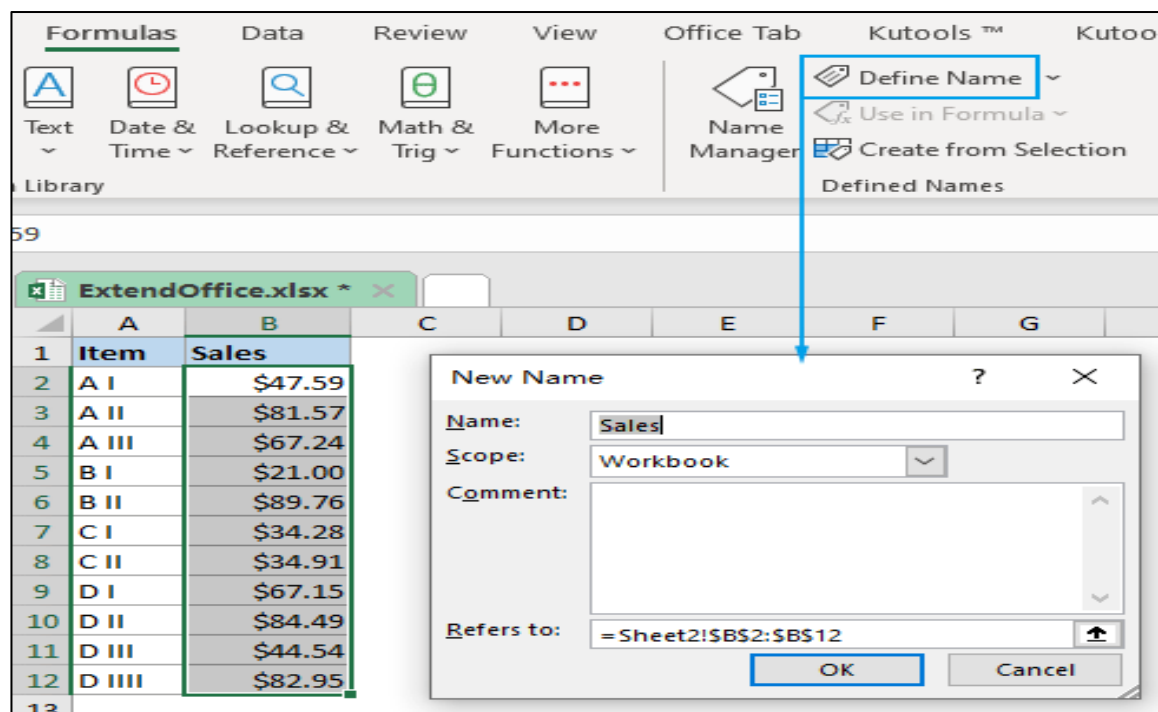 Formulas Data Review View Office Tab Kutools ™ Kutoo
A θ
Text Date & Time Lookup & Reference Math & Trig More Functions Name Manager
Define Name
Use in Formula
Create from Selection
Library Defined Names
59
ExtendOffice.xlsx *
A B C D E F G
1 Item Sales
2 A I $47.59
3 A II $81.57
4 A III $67.24
5 B I $21.00
6 B II $89.76
7 C I $34.28
8 C II $34.91
9 D I $67.15
10 D II $84.49
11 D III $44.54
12 D IIII $82.95
13
New Name ?
Name: Sales
Scope: Workbook
Comment:
Refers to: =Sheet2!$B$2:$B$12
OK Cancel